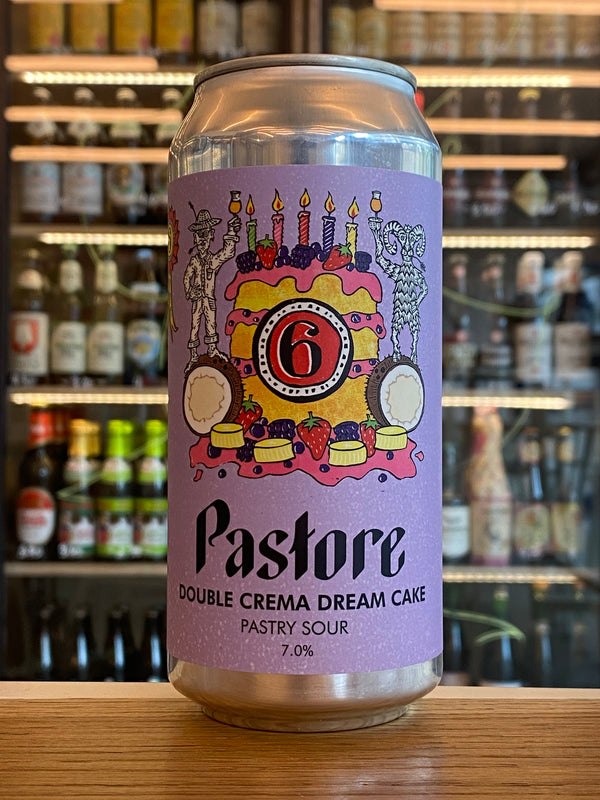 6
Pastore
DOUBLE CREMA DREAM CAKE
PASTRY SOUR
7.0%